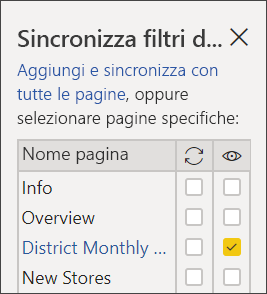 Sincronizza filtri d...
Aggiungi e sincronizza con
tutte le pagine, oppure
selezionare pagine specifiche:
Nome pagina
Info
Overview
District Monthly ...
New Stores